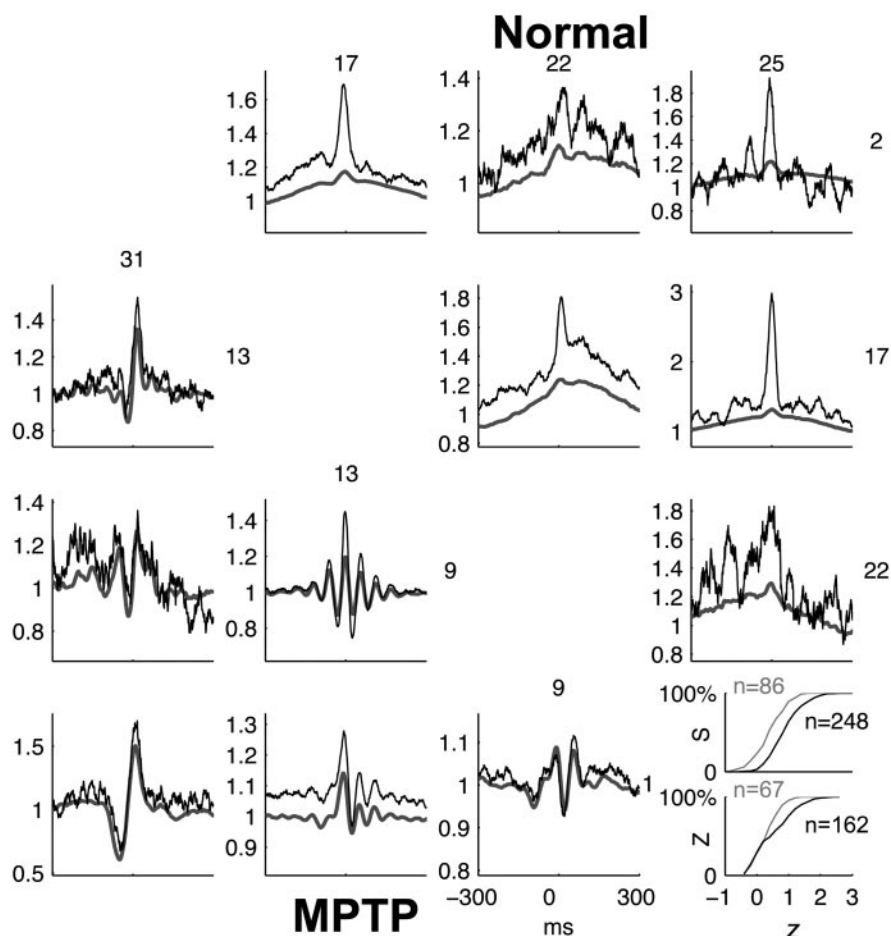 Normal
17 22 25
1.6 1.4 1.2 1
1.4 1.2 1
1.8 1.6 1.4 1.2 1 0.8
2
31
1.4 1.2 1 0.8
13
1.8 1.6 1.4 1.2 1 0.8
3 2 1
17
1.4 1.2 1 0.8
13
1.4 1.2 1 0.8
9
1.8 1.6 1.4 1.2 1 0.8
22
1.5 1 0.5
1.3 1.2 1.1 1 0.9
9
1.1 1 0.9 0.8
1
100% n=86
S n=248
0
100% n=67
Z n=162
0
MPTP
−300 0 300
ms
−1 0 1 2 3
Z